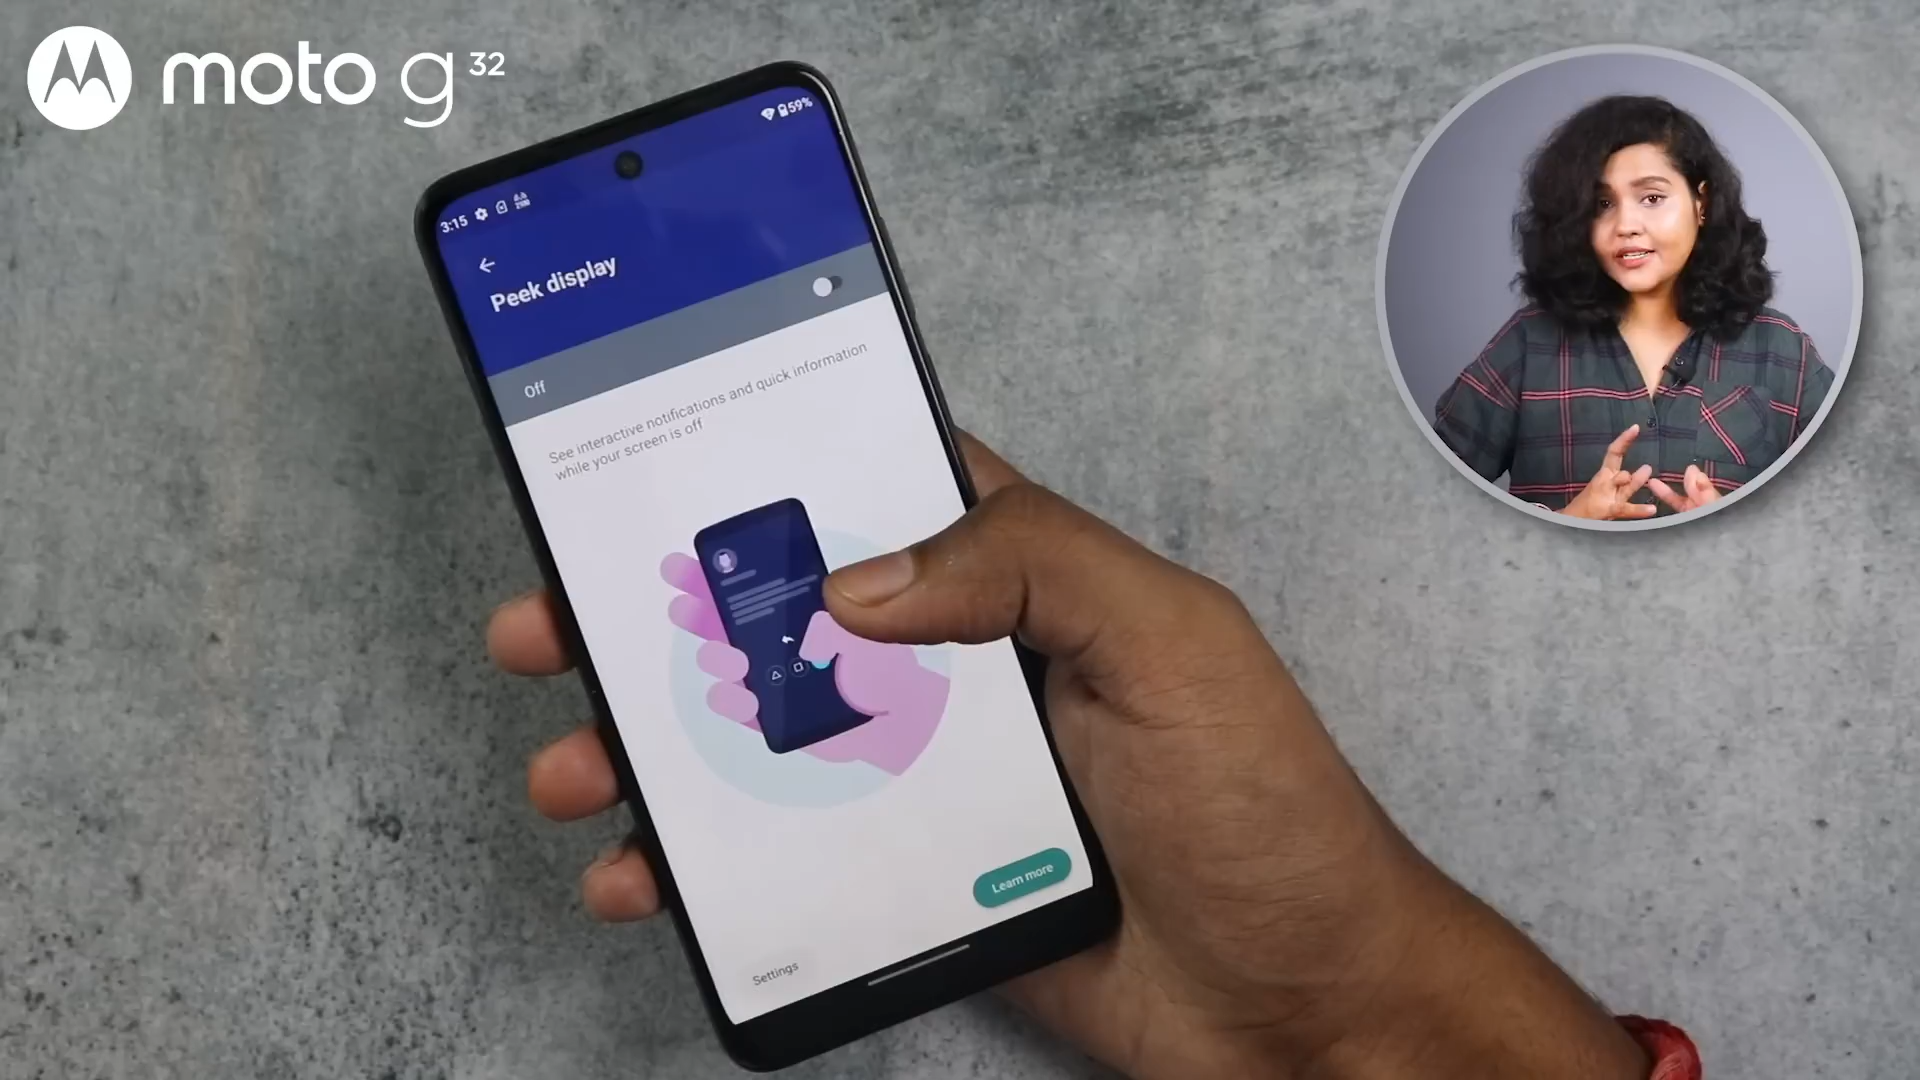 moto g 32
3:15
59%
Peek display
Off
See interactive notifications and quick information
while your screen is off
Learn more
Settings